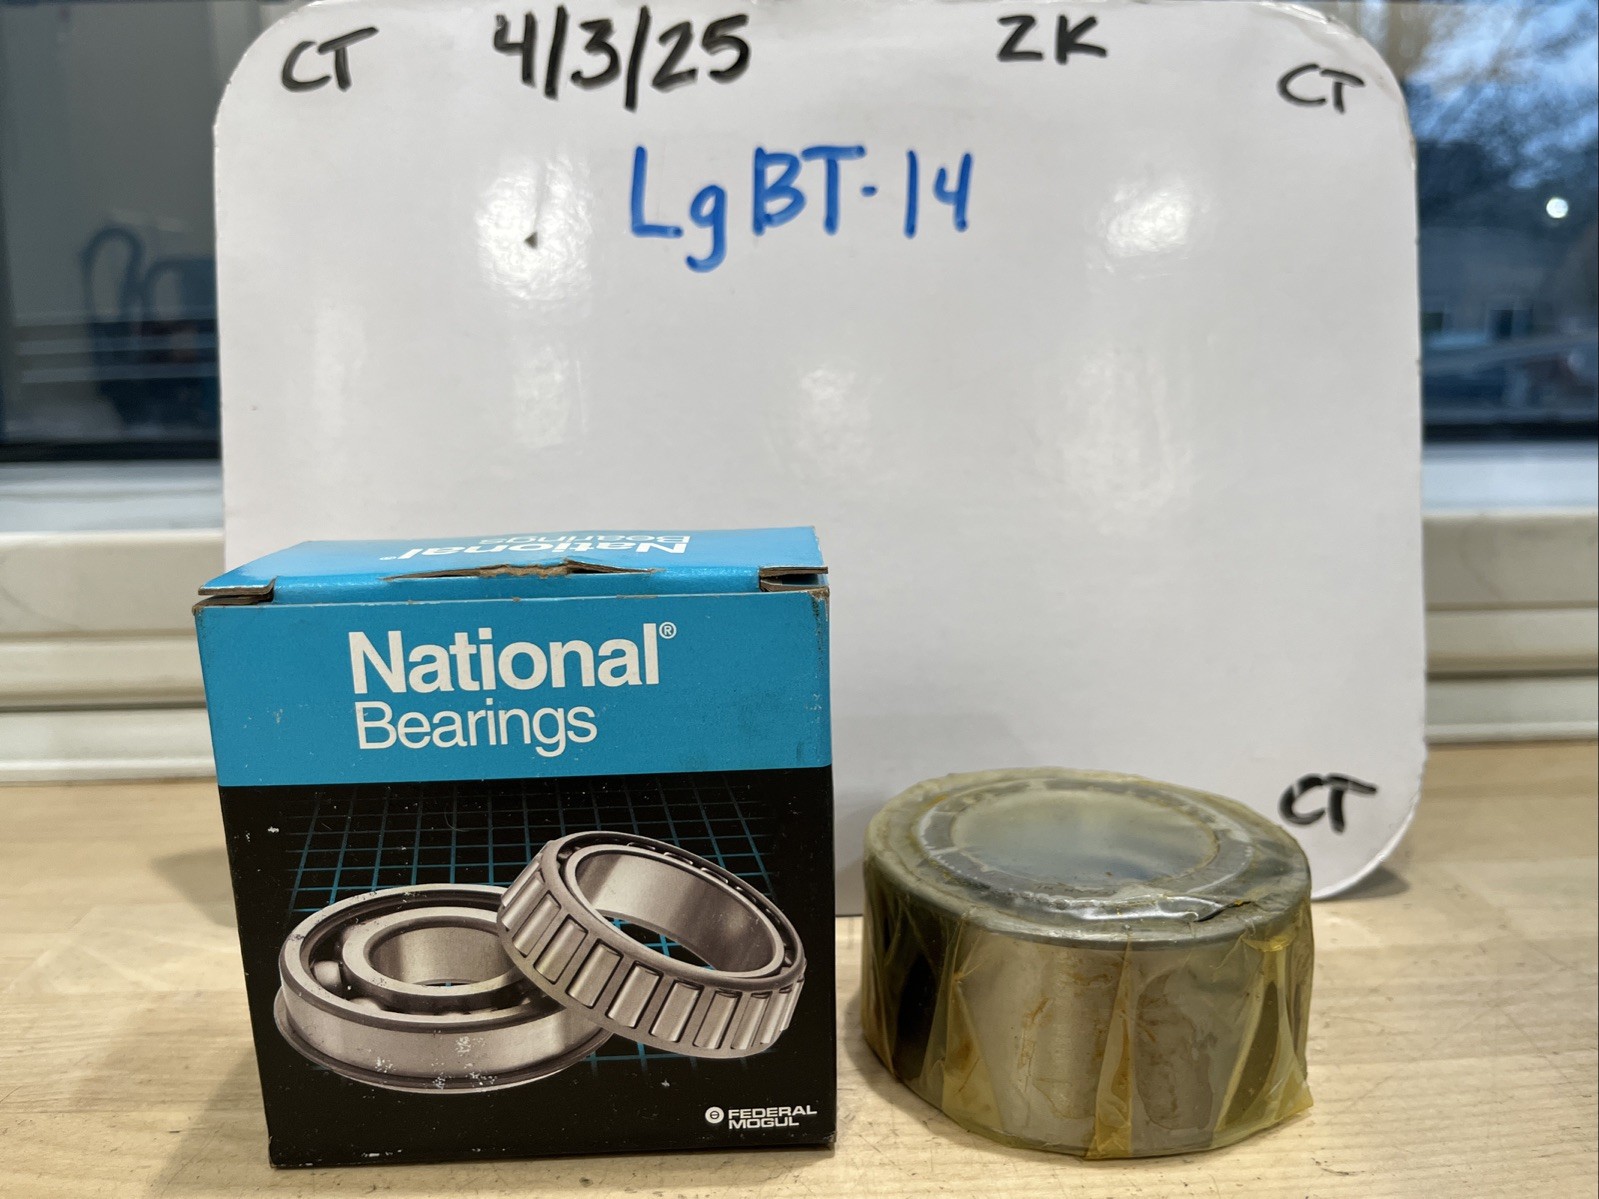 CT 4/3/25 ZK CT
LgBT-14
National
Bearings
National®
Bearings
FEDERAL
MOGUL
CT